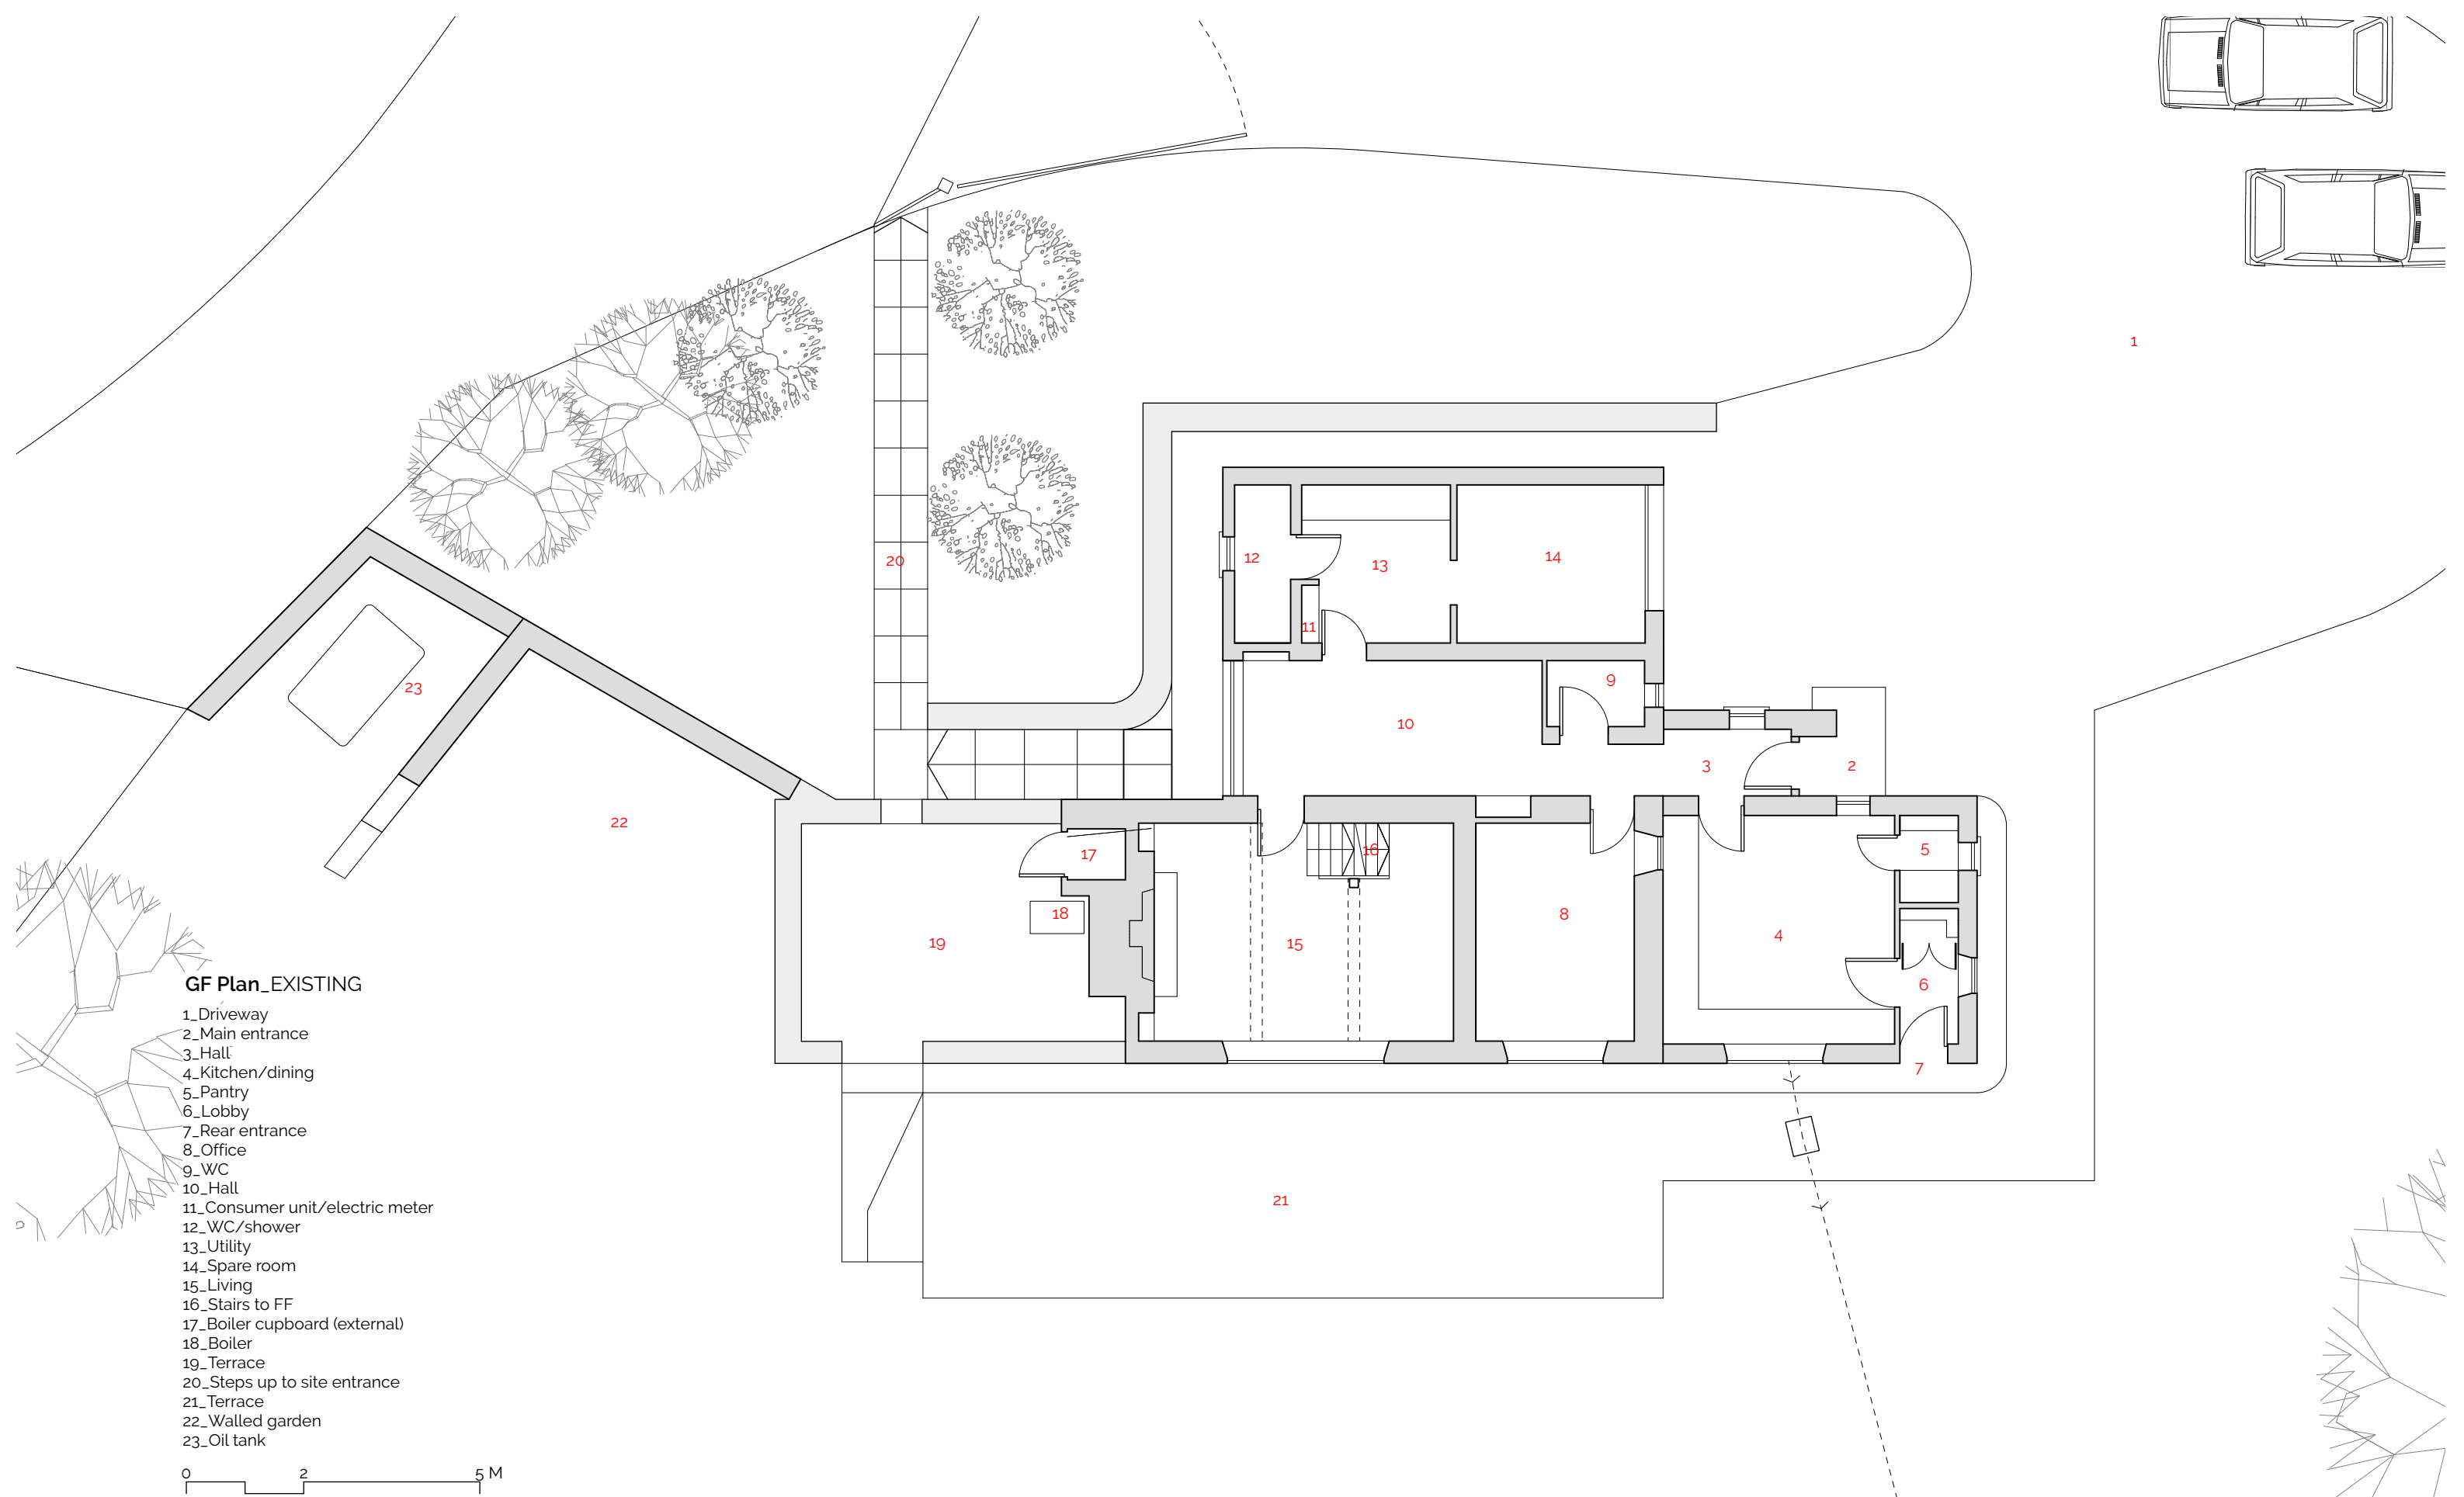 1
12
14
13
20
11
9
23
10
3
2
22
16
5
17
18
8
19
15
4
6
7
21
GF Plan_EXISTING
1_Driveway
2_Main entrance
3_Hall
4_Kitchen/dining
5_Pantry
6_Lobby
7_Rear entrance
8_Office
9_WC
10_Hall
11_Consumer unit/electric meter
12_WC/shower
13_Utility
14_Spare room
15_Living
16_Stairs to FF
17_Boiler cupboard (external)
18_Boiler
19_Terrace
20_Steps up to site entrance
21_Terrace
22_Walled garden
23_Oil tank
0 2 5 M